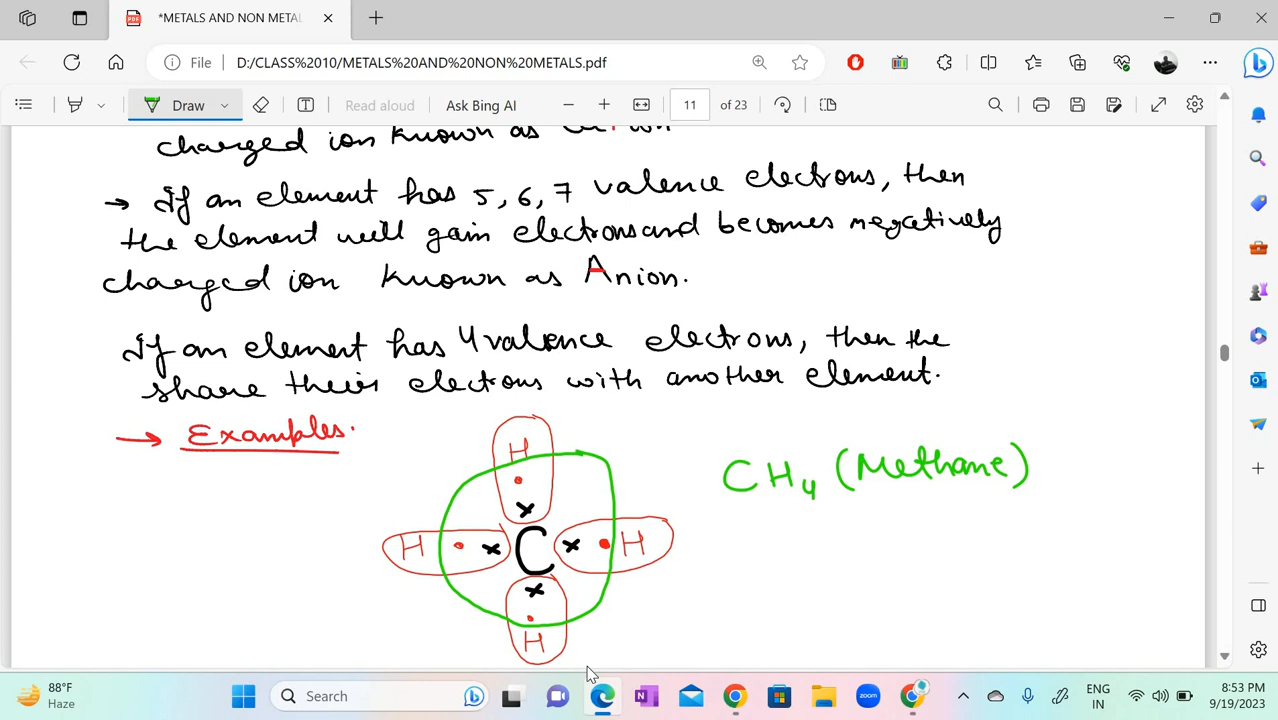 *METALS AND NON METAL
D:/CLASS%2010/METALS%20AND%20NON%20METALS.pdf
Draw
Read aloud
Ask Bing AI
11 of 23
charged ion known as Cation
→ If an element has 5, 6, 7 valence electrons, then
the element will gain electrons and becomes negatively
charged ion known as Anion.
If an element has 4 valence electrons, then the
share their electrons with another element.
→ Examples.
H
CH4 (Methane)
H C H
H
88°F
Haze
Search
zoom
ENG
IN
8:53 PM
9/19/2023